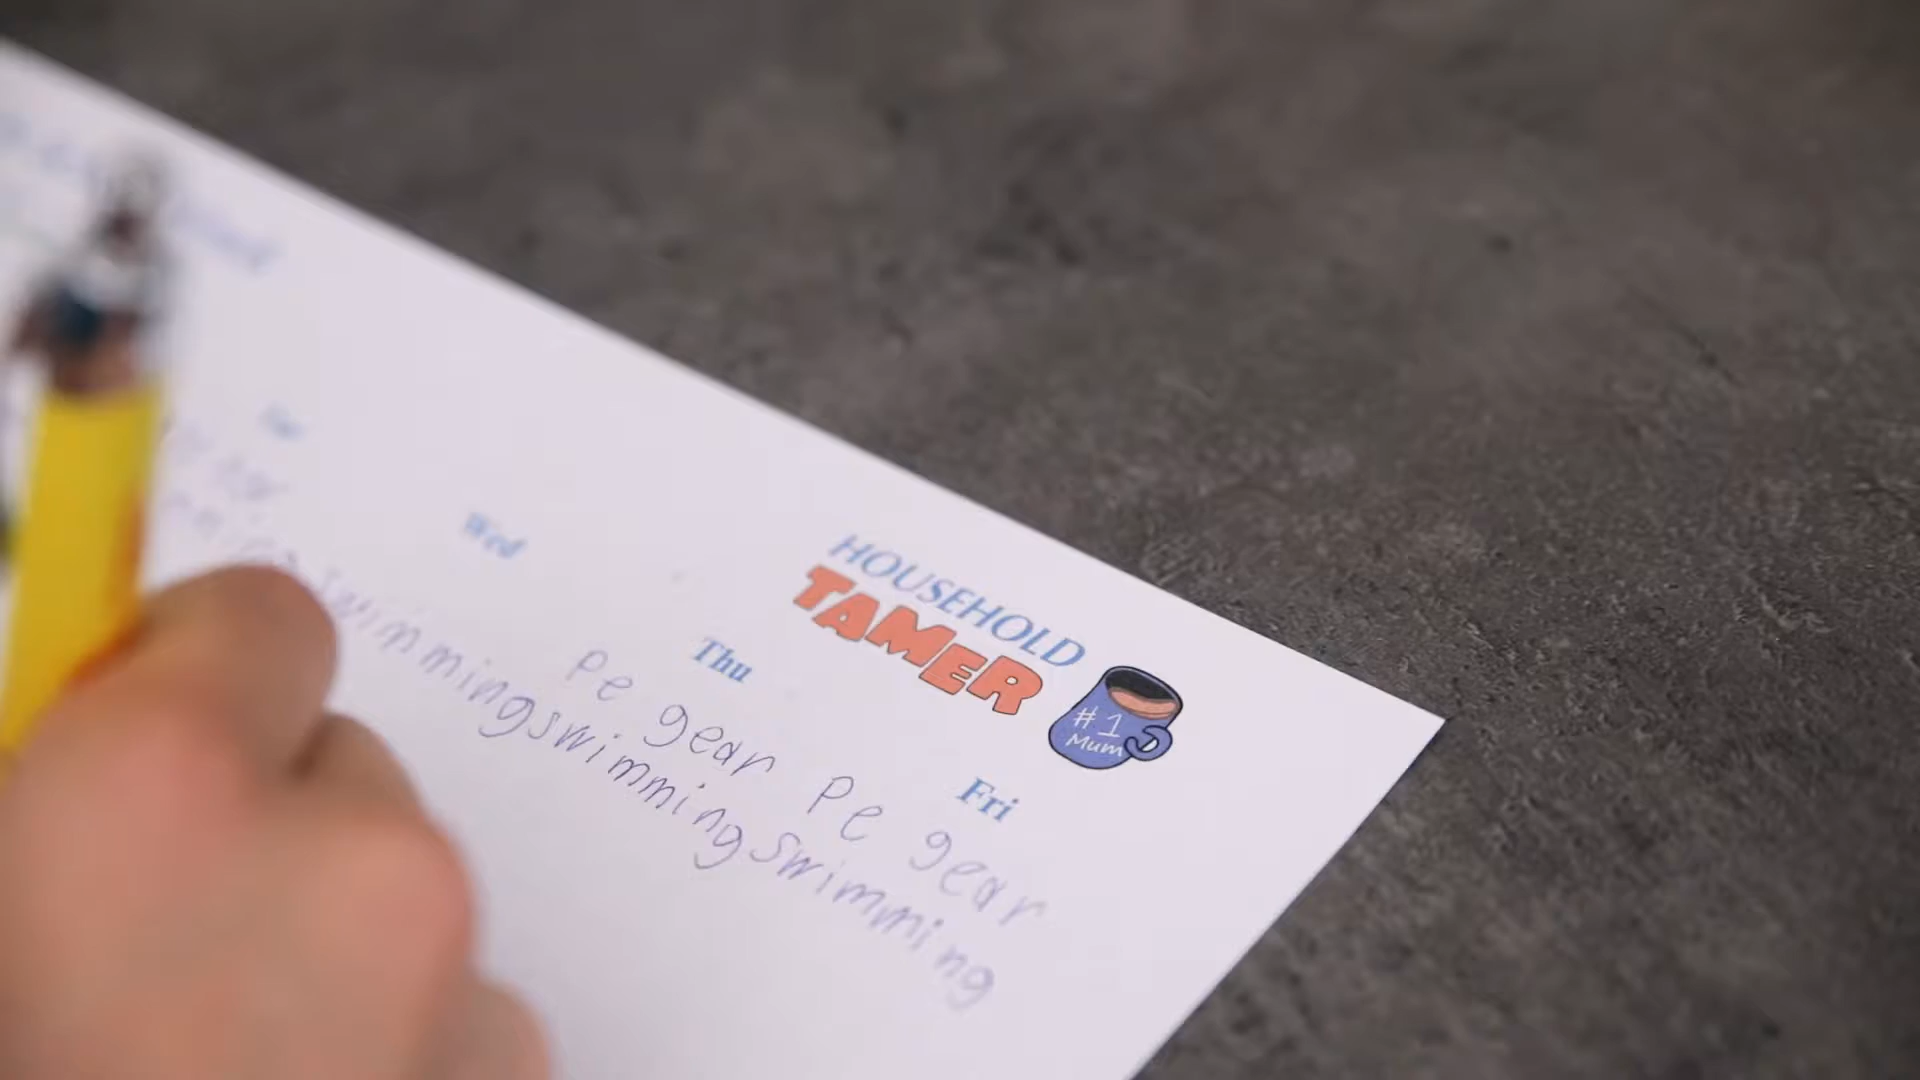 HOUSEHOLD
TAMER
#1
Mum
Wed
Thu
Fri
Pe gear Pe gear
swimmingswimmingswimming